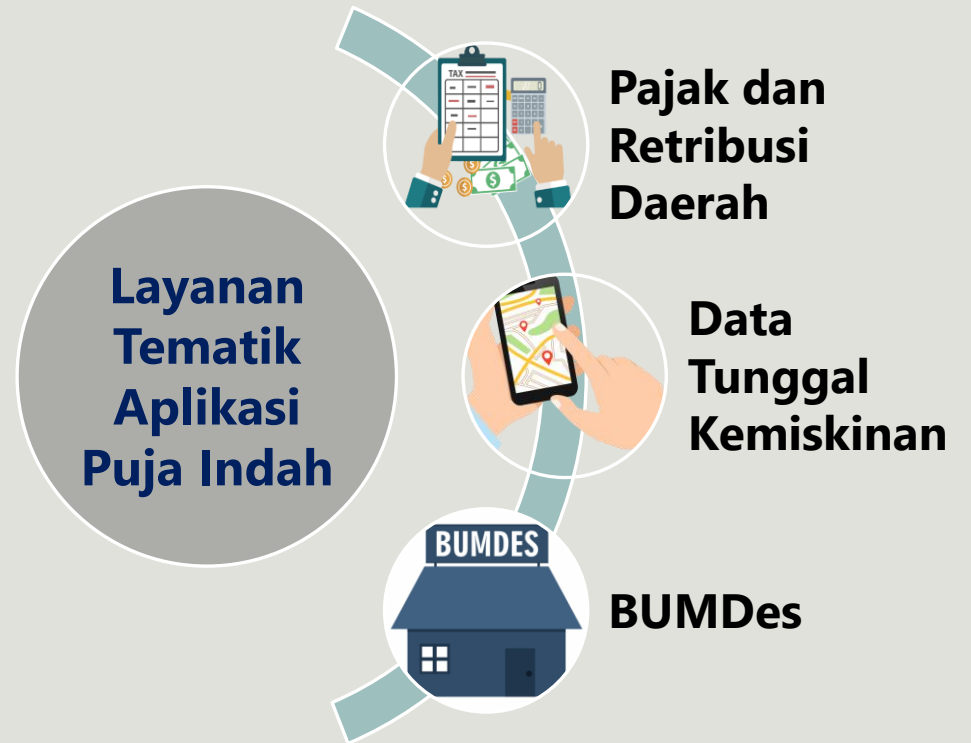 Layanan
Tematik
Aplikasi
Puja Indah
TAX
Pajak dan
Retribusi
Daerah
Data
Tunggal
Kemiskinan
BUMDES
BUMDes